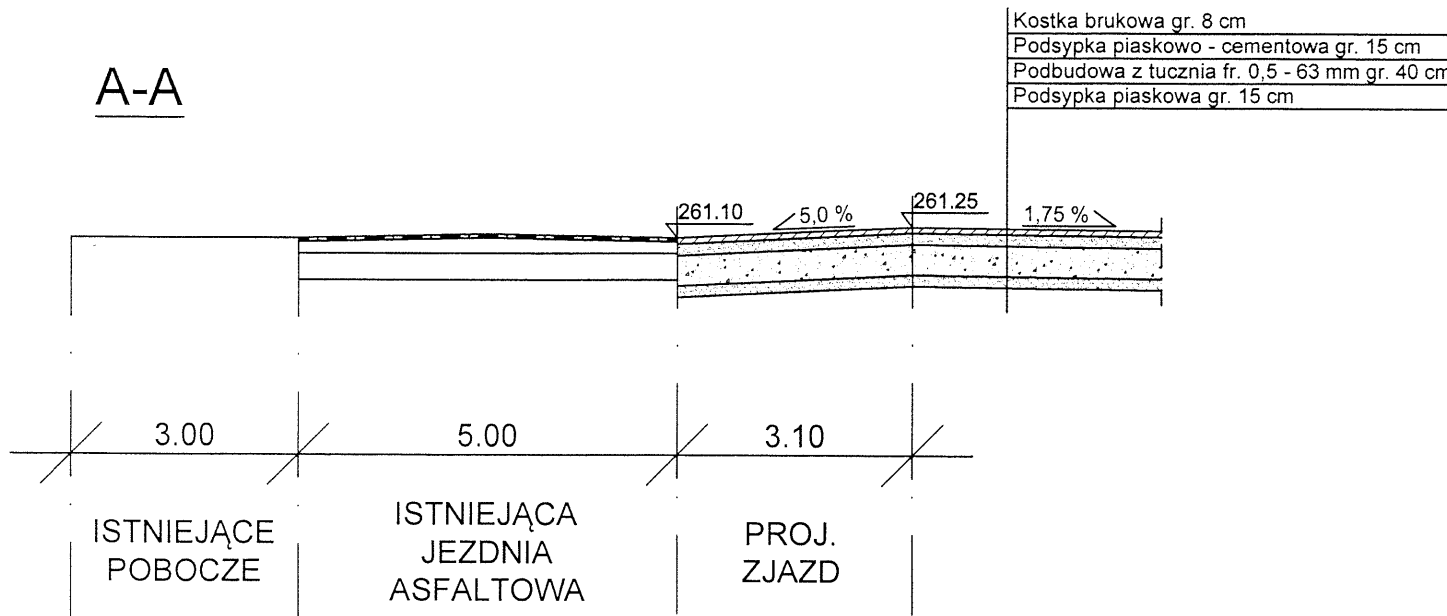 Kostka brukowa gr. 8 cm
Podsypka piaskowo - cementowa gr. 15 cm
Podbudowa z tucznia fr. 0,5 - 63 mm gr. 40 cm
Podsypka piaskowa gr. 15 cm
A-A
261.10
5,0 %
261.25
1,75 %
3.00
5.00
3.10
ISTNIEJĄCE
POBOCZE
ISTNIEJĄCA
JEZDNIA
ASFALTOWA
PROJ.
ZJAZD